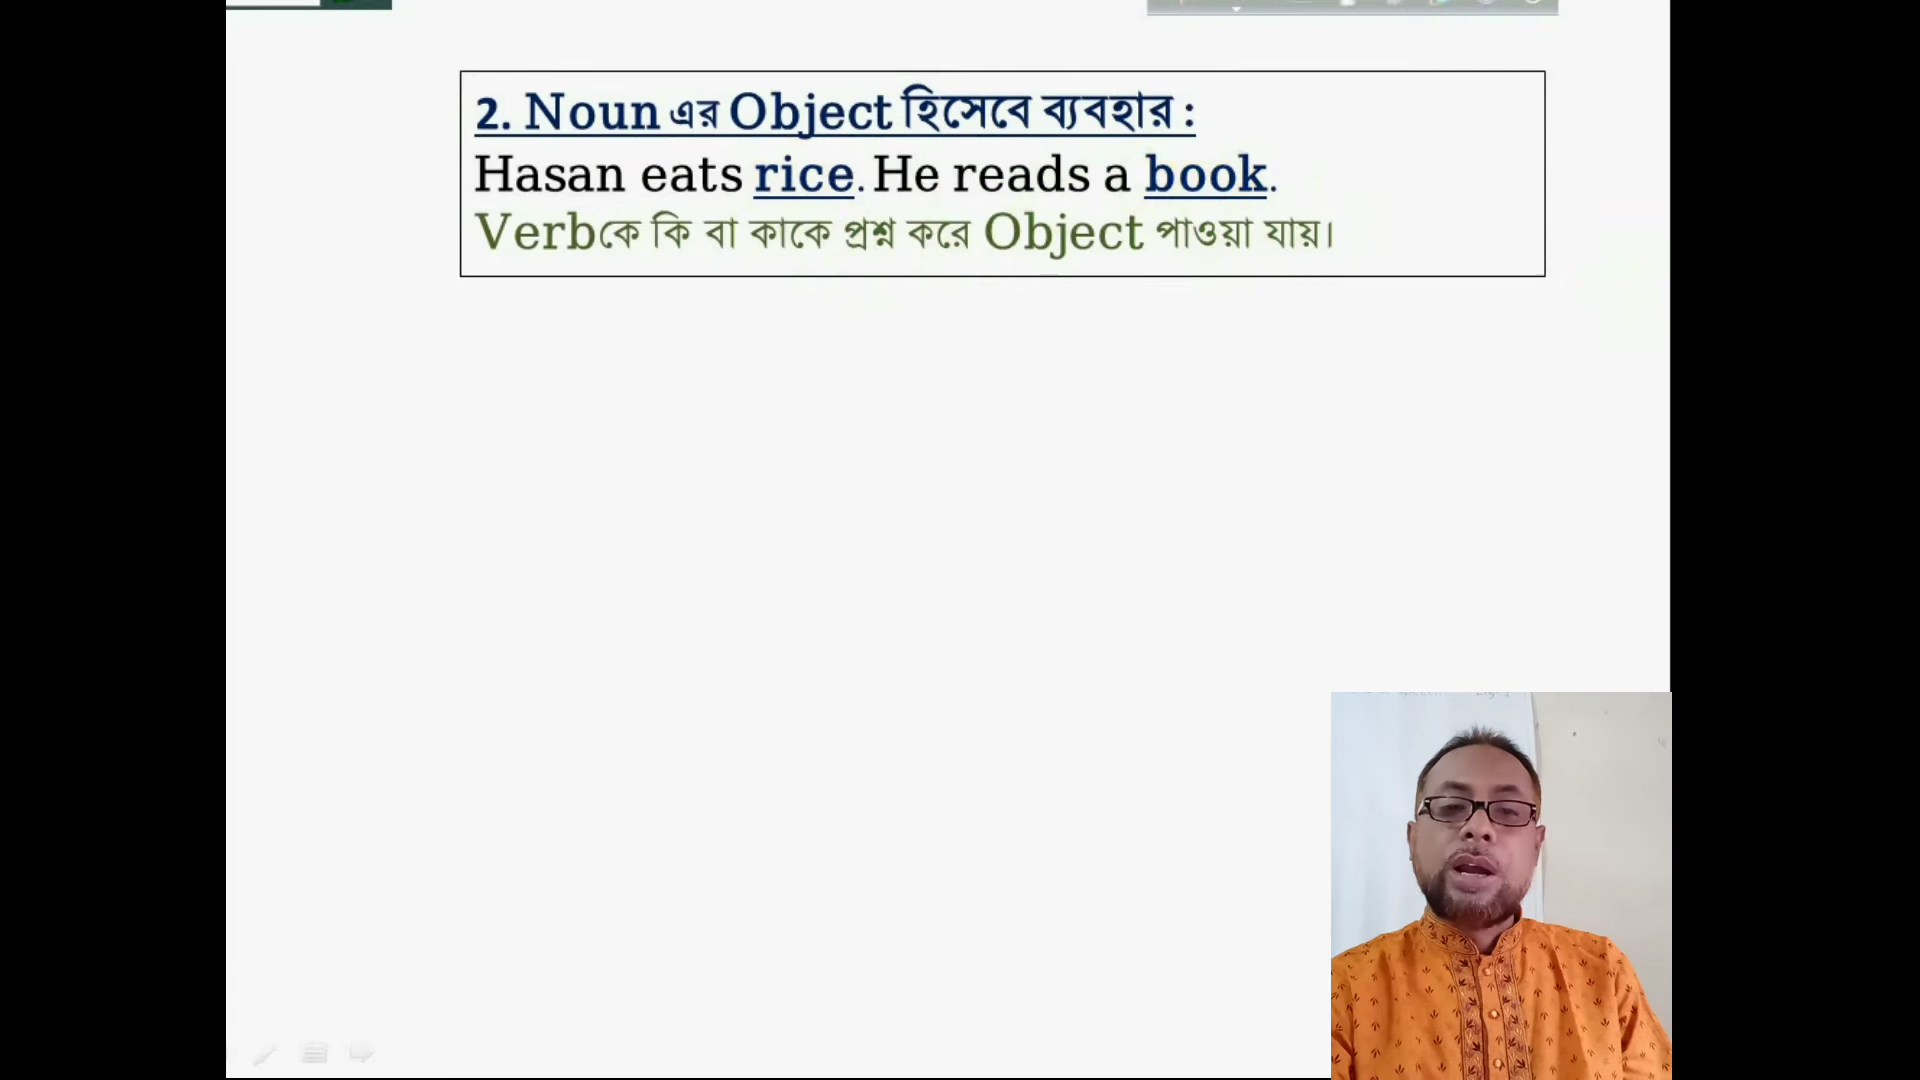 2. Noun এর Object হিসেবে ব্যবহার :
Hasan eats rice. He reads a book.
Verbকে কি বা কাকে প্রশ্ন করে Object পাওয়া যায়।